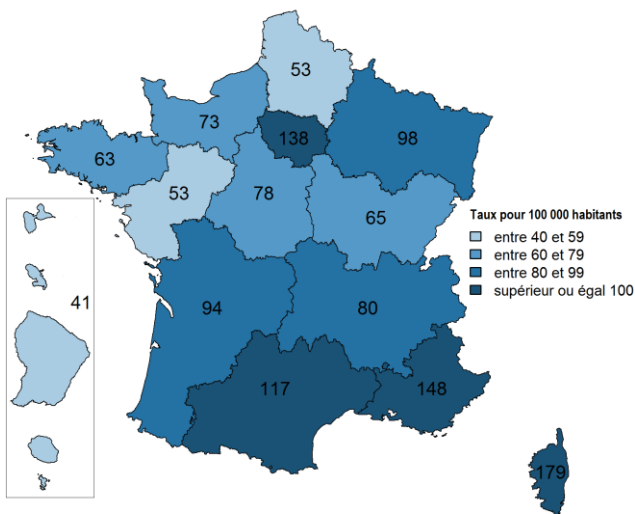 53
73
138
98
63
53
78
65
Taux pour 100 000 habitants
entre 40 et 59
entre 60 et 79
entre 80 et 99
supérieur ou égal 100
41
94
80
117
148
179